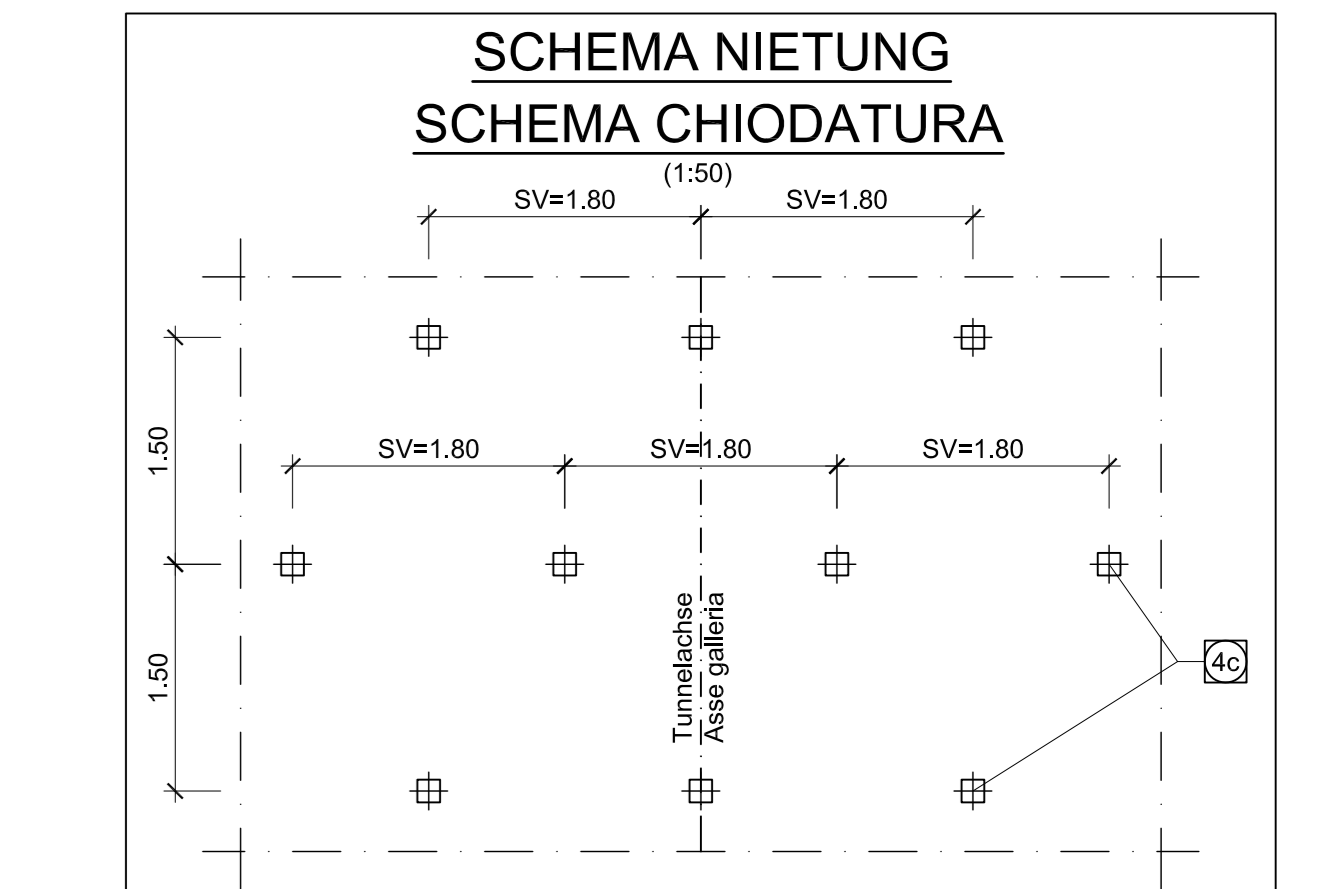 SCHEMA NIETUNG
SCHEMA CHIODATURA
(1:50)
SV=1.80 SV=1.80
1.50
SV=1.80 SV=1.80 SV=1.80
1.50
Tunnelachse
Asse galleria
4c